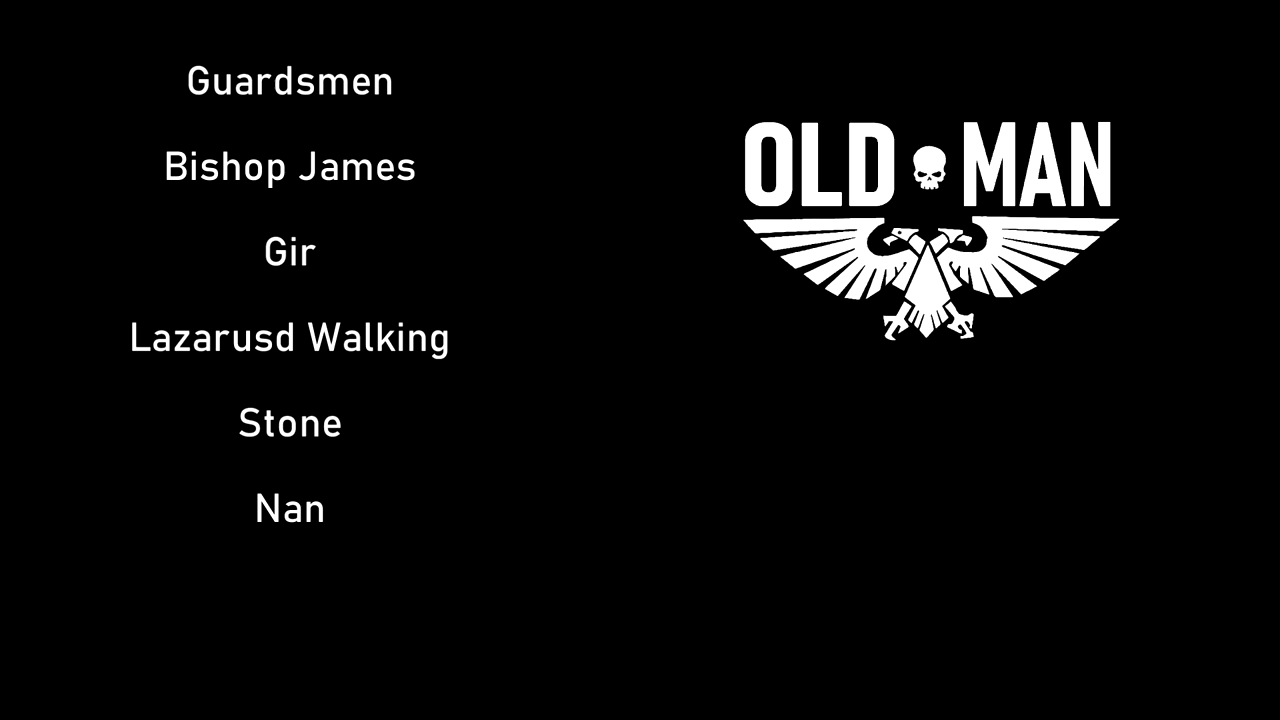 Guardsmen
Bishop James
Gir
Lazarusd Walking
Stone
Nan
OLD MAN